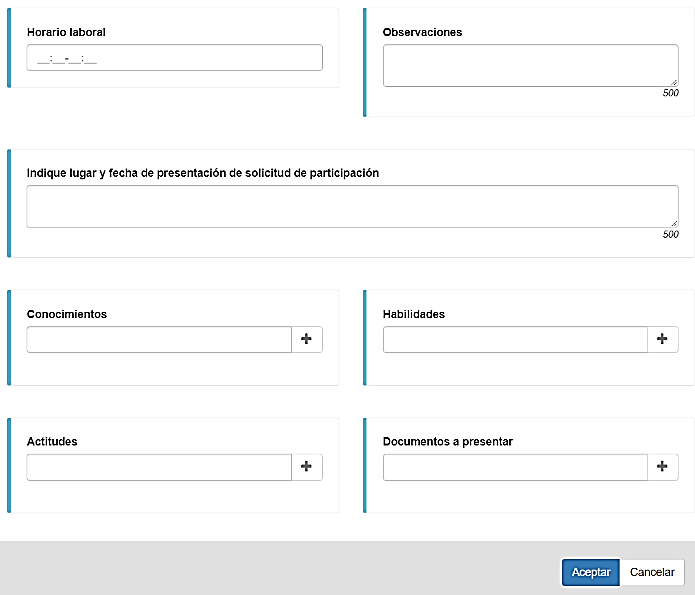 Horario laboral
Observaciones
__:__-__:__
500
Indique lugar y fecha de presentación de solicitud de participación
500
Conocimientos
Habilidades
Actitudes
Documentos a presentar
Aceptar
Cancelar